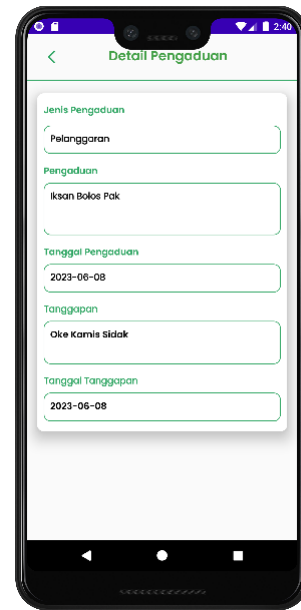 2:40
Detail Pengaduan
Jenis Pengaduan
Pelanggaran
Pengaduan
Iksan Bolos Pak
Tanggal Pengaduan
2023-06-08
Tanggapan
Oke Kamis Sidak
Tanggal Tanggapan
2023-06-08